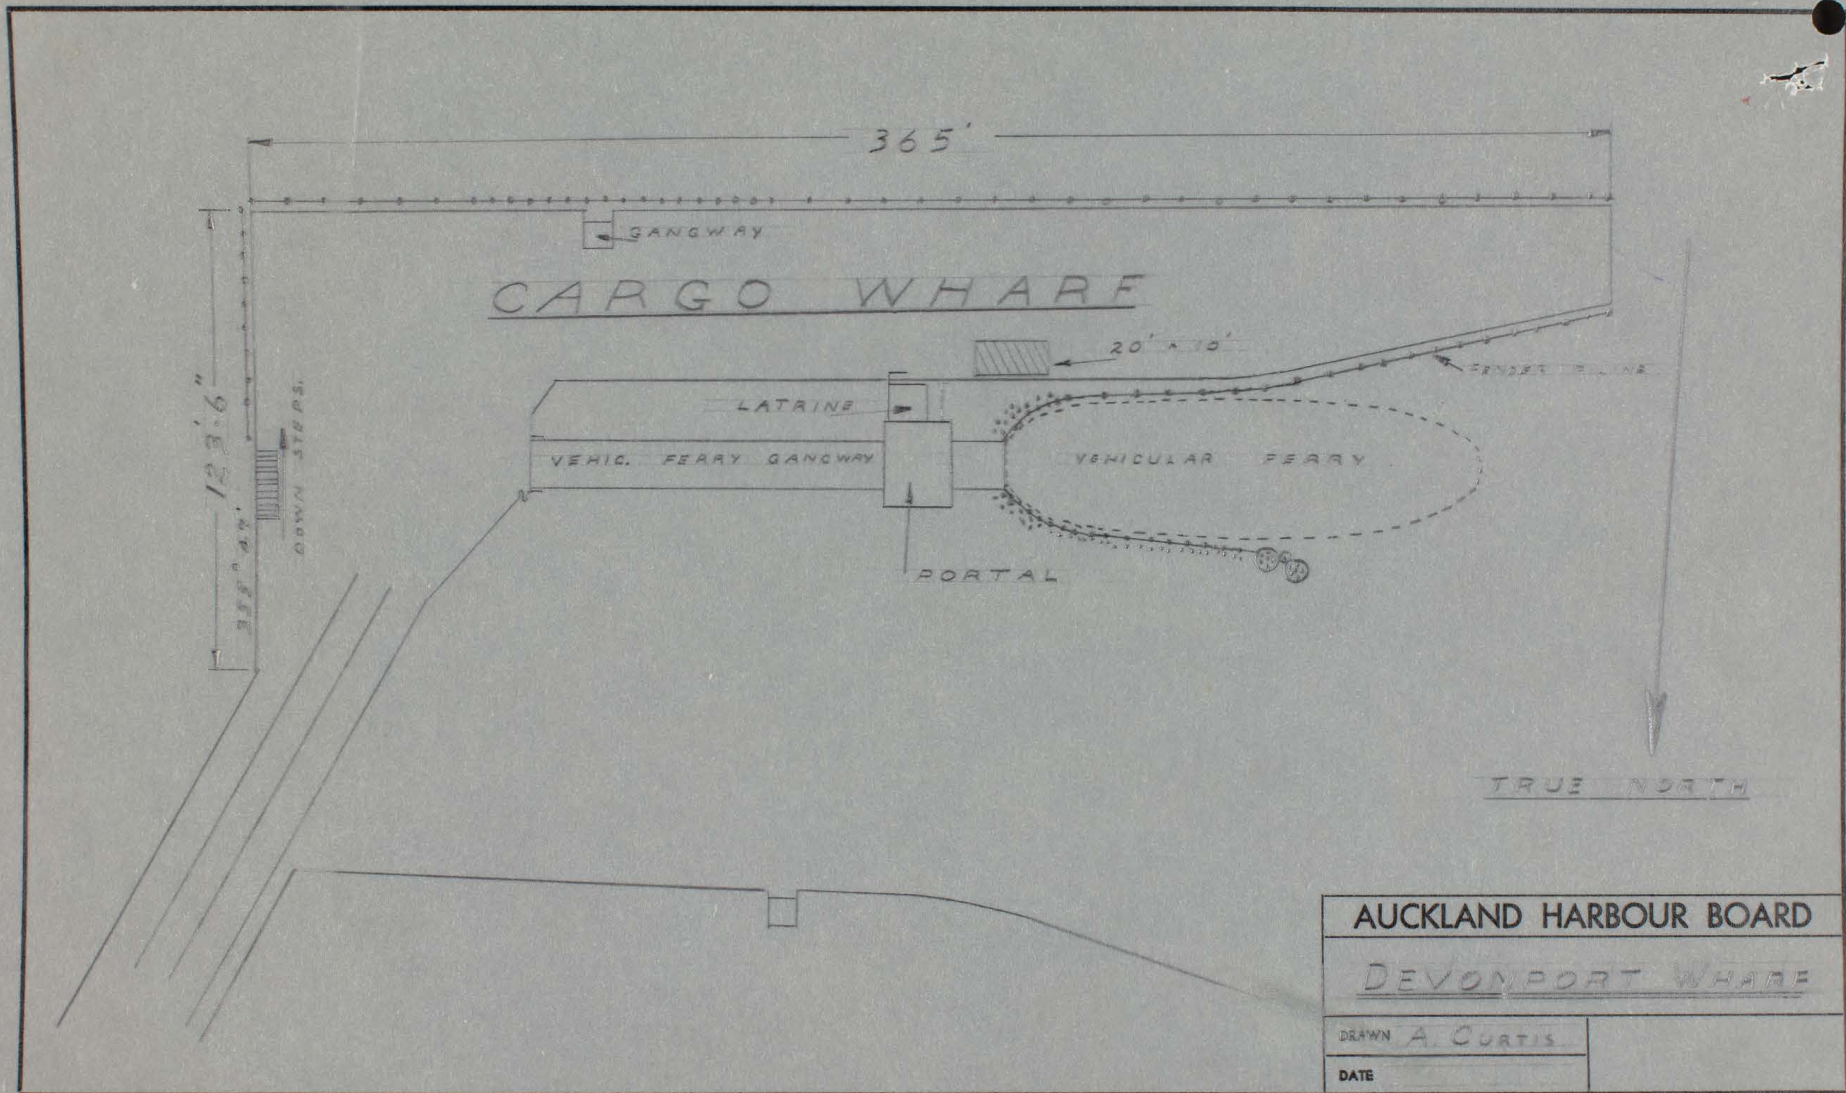 365'
GANGWAY
CARGO WHARF
20' × 10'
FENDER PILING
LATRINE
123'-6"
DOWN STEPS.
VEHIC. FERRY GANGWAY
VEHICULAR FERRY
PORTAL
TRUE NORTH
AUCKLAND HARBOUR BOARD
DEVONPORT WHARF
DRAWN A. CURTIS.
DATE